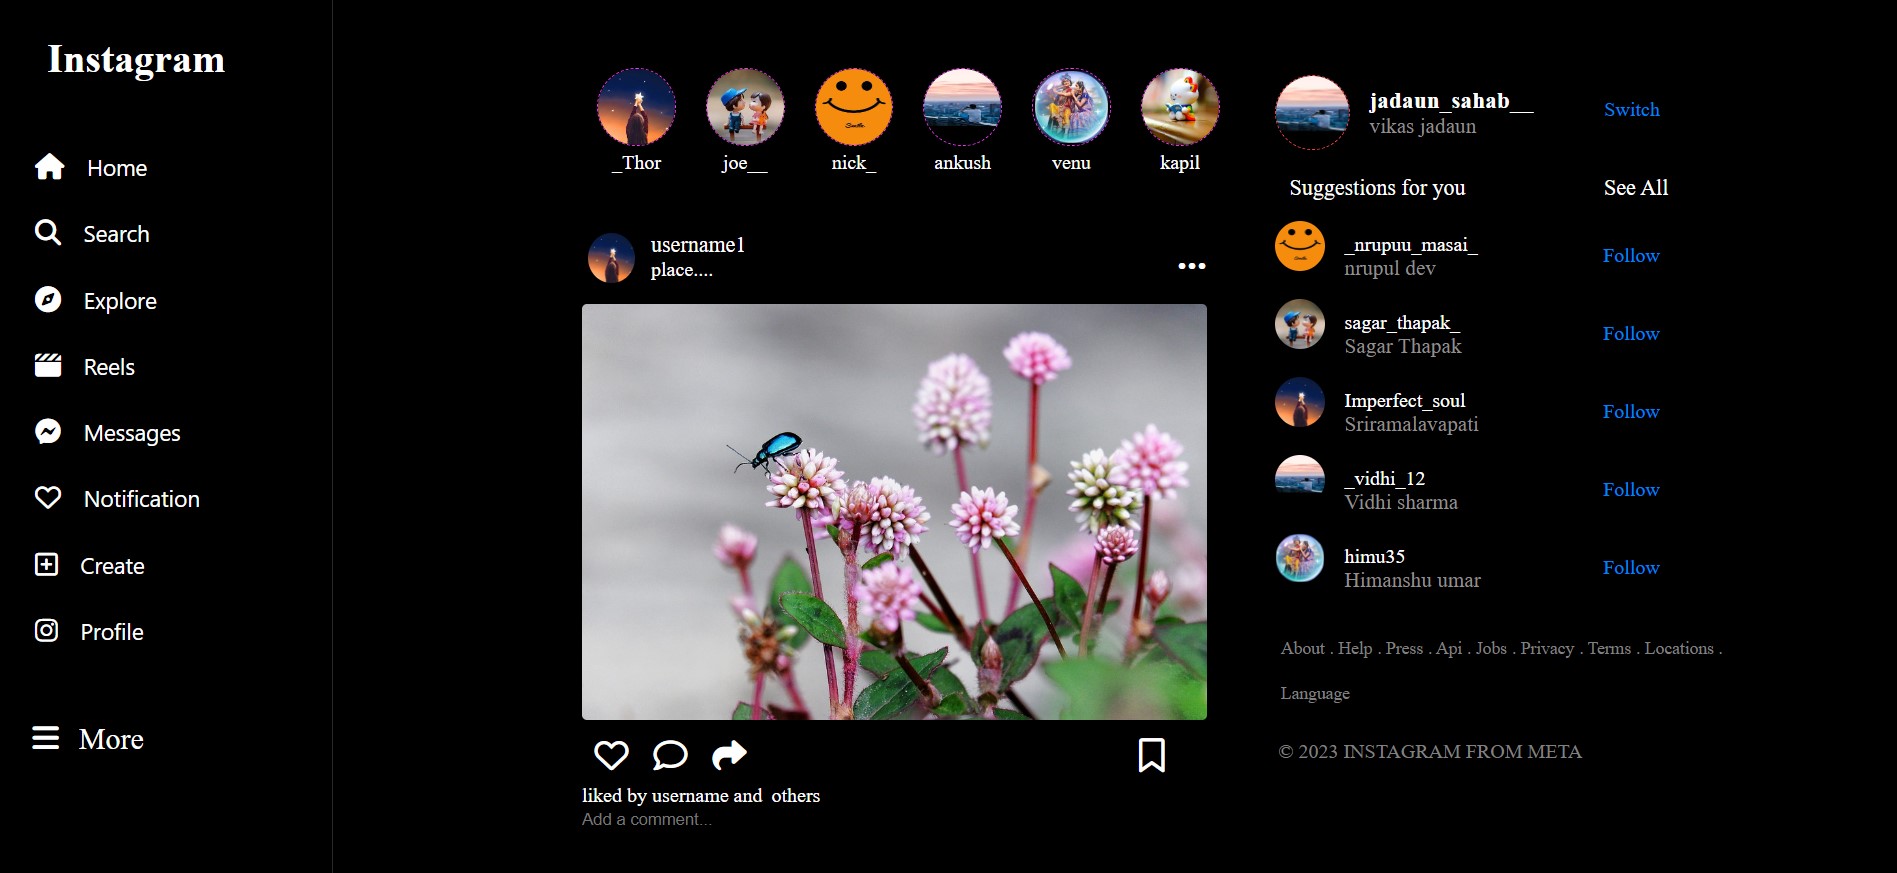 Instagram
Home
Search
Explore
Reels
Messages
Notification
Create
Profile
More
_Thor
joe__
nick_
ankush
venu
kapil
username1
place....
liked by username and  others
Add a comment...
jadaun_sahab__
vikas jadaun
Switch
Suggestions for you
See All
_nrupuu_masai_
nrupul dev
Follow
sagar_thapak_
Sagar Thapak
Follow
Imperfect_soul
Sriramalavapati
Follow
_vidhi_12
Vidhi sharma
Follow
himu35
Himanshu umar
Follow
About . Help . Press . Api . Jobs . Privacy . Terms . Locations .
Language
© 2023 INSTAGRAM FROM META